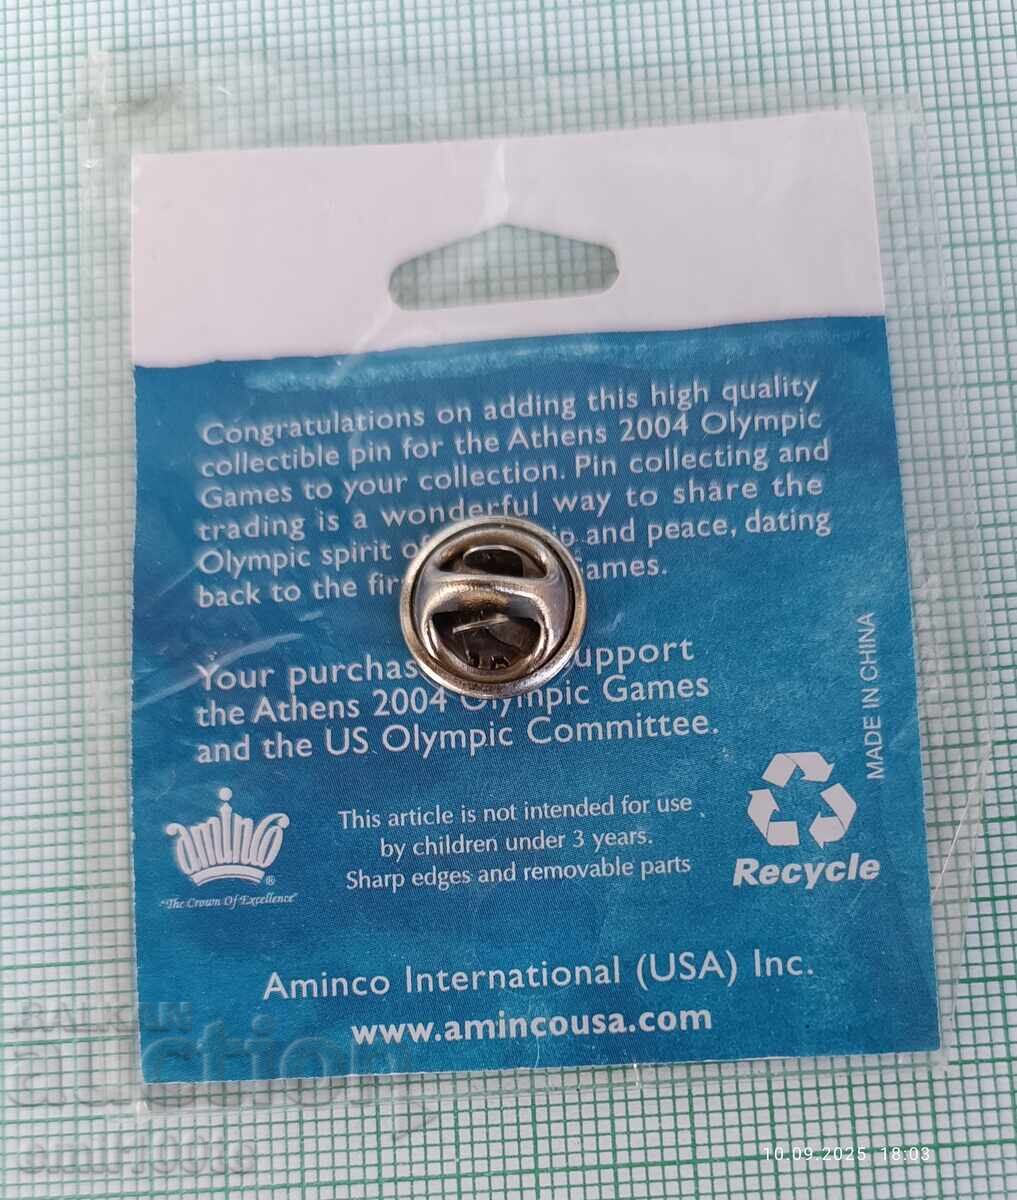 Congratulations on adding this high quality
collectible pin for the Athens 2004 Olympic
Games to your collection. Pin collecting and
trading is a wonderful way to share the
Olympic spirit of and peace, dating
back to the
Your
the Athens 2004 Olympic Games
and the US Olympic Committee.
MADE IN CHINA
amınco
®
"The Crown Of Excellence"
This article is not intended for use
by children under 3 years.
Sharp edges and removable parts
Recycle
Aminco International (USA) Inc.
www.amincousa.com
BALKAN
auction
10.09.2025 18:03